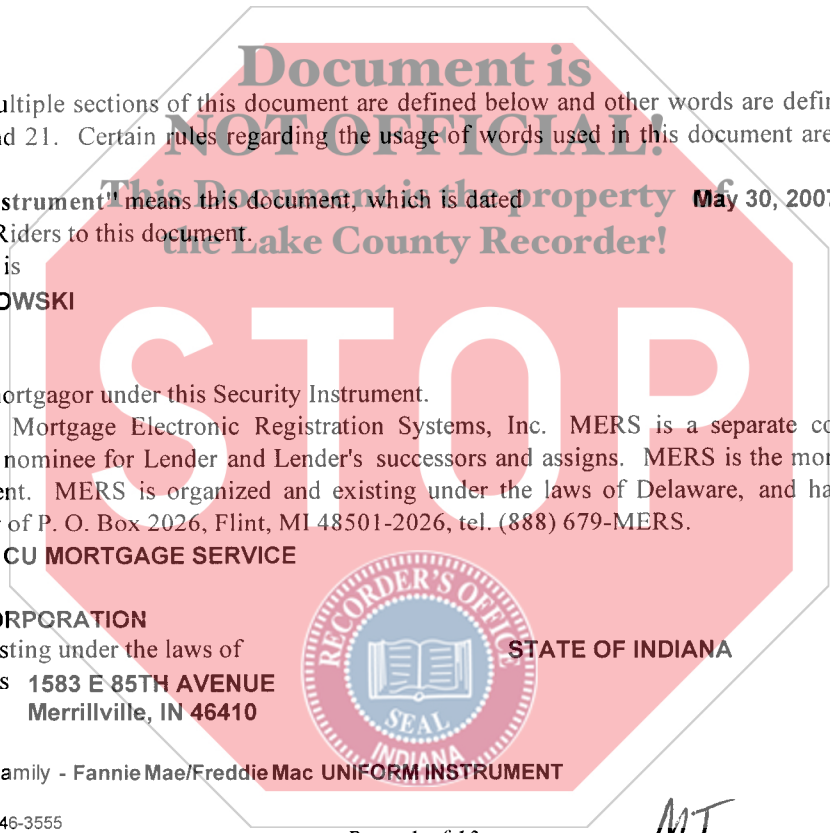 Document is
ultiple sections of this document are defined below and other words are defin
NOT OFFICIAL!
d 21. Certain rules regarding the usage of words used in this document are
This Document is the property of
strument" means this document, which is dated May 30, 2007
Riders to this document.
the Lake County Recorder!
is
OWSKI
STOP
ortgagor under this Security Instrument.
Mortgage Electronic Registration Systems, Inc. MERS is a separate co
nominee for Lender and Lender's successors and assigns. MERS is the mor
ent. MERS is organized and existing under the laws of Delaware, and ha
of P. O. Box 2026, Flint, MI 48501-2026, tel. (888) 679-MERS.
CU MORTGAGE SERVICE
RECORDER'S OFFICE
SEAL
INDIANA
ORPORATION
sting under the laws of STATE OF INDIANA
s 1583 E 85TH AVENUE
Merrillville, IN 46410
amily - Fannie Mae/Freddie Mac UNIFORM INSTRUMENT
46-3555
MT